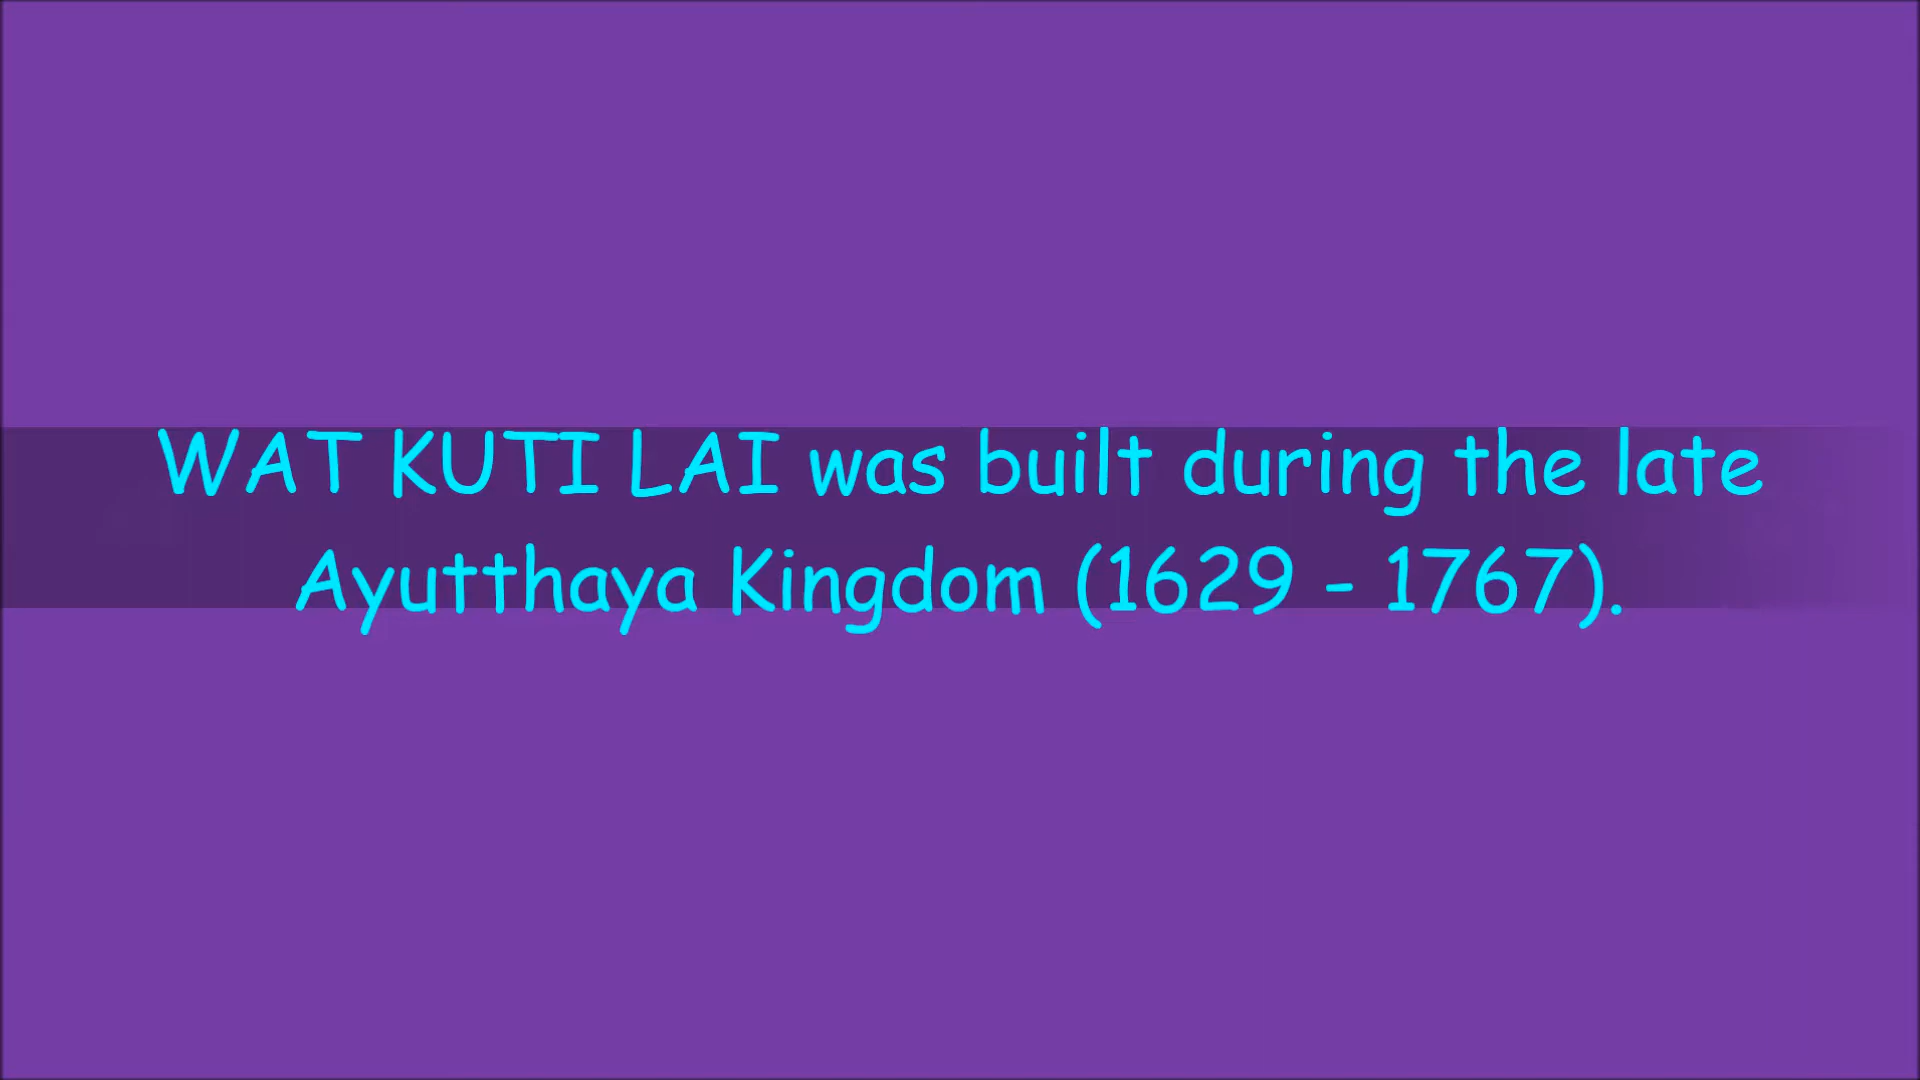 WAT KUTI LAI was built during the late
Ayutthaya Kingdom (1629 - 1767).